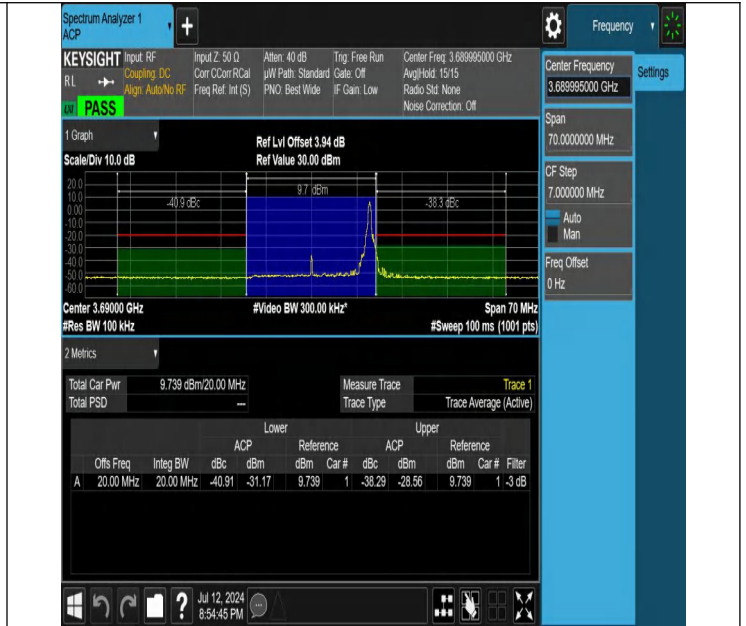 Spectrum Analyzer 1
ACP
+
Frequency
KEYSIGHT Input: RF Input Z: 50 Ω Atten: 40 dB Trig: Free Run Center Freq: 3.689995000 GHz
RL Coupling: DC Corr CCorr RCal µW Path: Standard Gate: Off Avg|Hold: 15/15
Align: Auto/No RF Freq Ref: Int (S) PNO: Best Wide IF Gain: Low Radio Std: None
PASS Noise Correction: Off
Center Frequency
3.689995000 GHz
Settings
Span
70.0000000 MHz
CF Step
7.000000 MHz
Auto
Man
Freq Offset
0 Hz
1 Graph
Ref Lvl Offset 3.94 dB
Scale/Div 10.0 dB Ref Value 30.00 dBm
20.0
10.0
0.00
-10.0
-20.0
-30.0
-40.0
-50.0
-60.0
-40.9 dBc 9.7 dBm -38.3 dBc
Center 3.69000 GHz #Video BW 300.00 kHz* Span 70 MHz
#Res BW 100 kHz #Sweep 100 ms (1001 pts)
2 Metrics
Total Car Pwr 9.739 dBm/20.00 MHz Measure Trace Trace 1
Total PSD --- Trace Type Trace Average (Active)
Lower Upper
ACP Reference ACP Reference
Offs Freq Integ BW dBc dBm dBm Car # dBc dBm dBm Car # Filter
A 20.00 MHz 20.00 MHz -40.91 -31.17 9.739 1 -38.29 -28.56 9.739 1 -3 dB
? Jul 12, 2024
8:54:45 PM